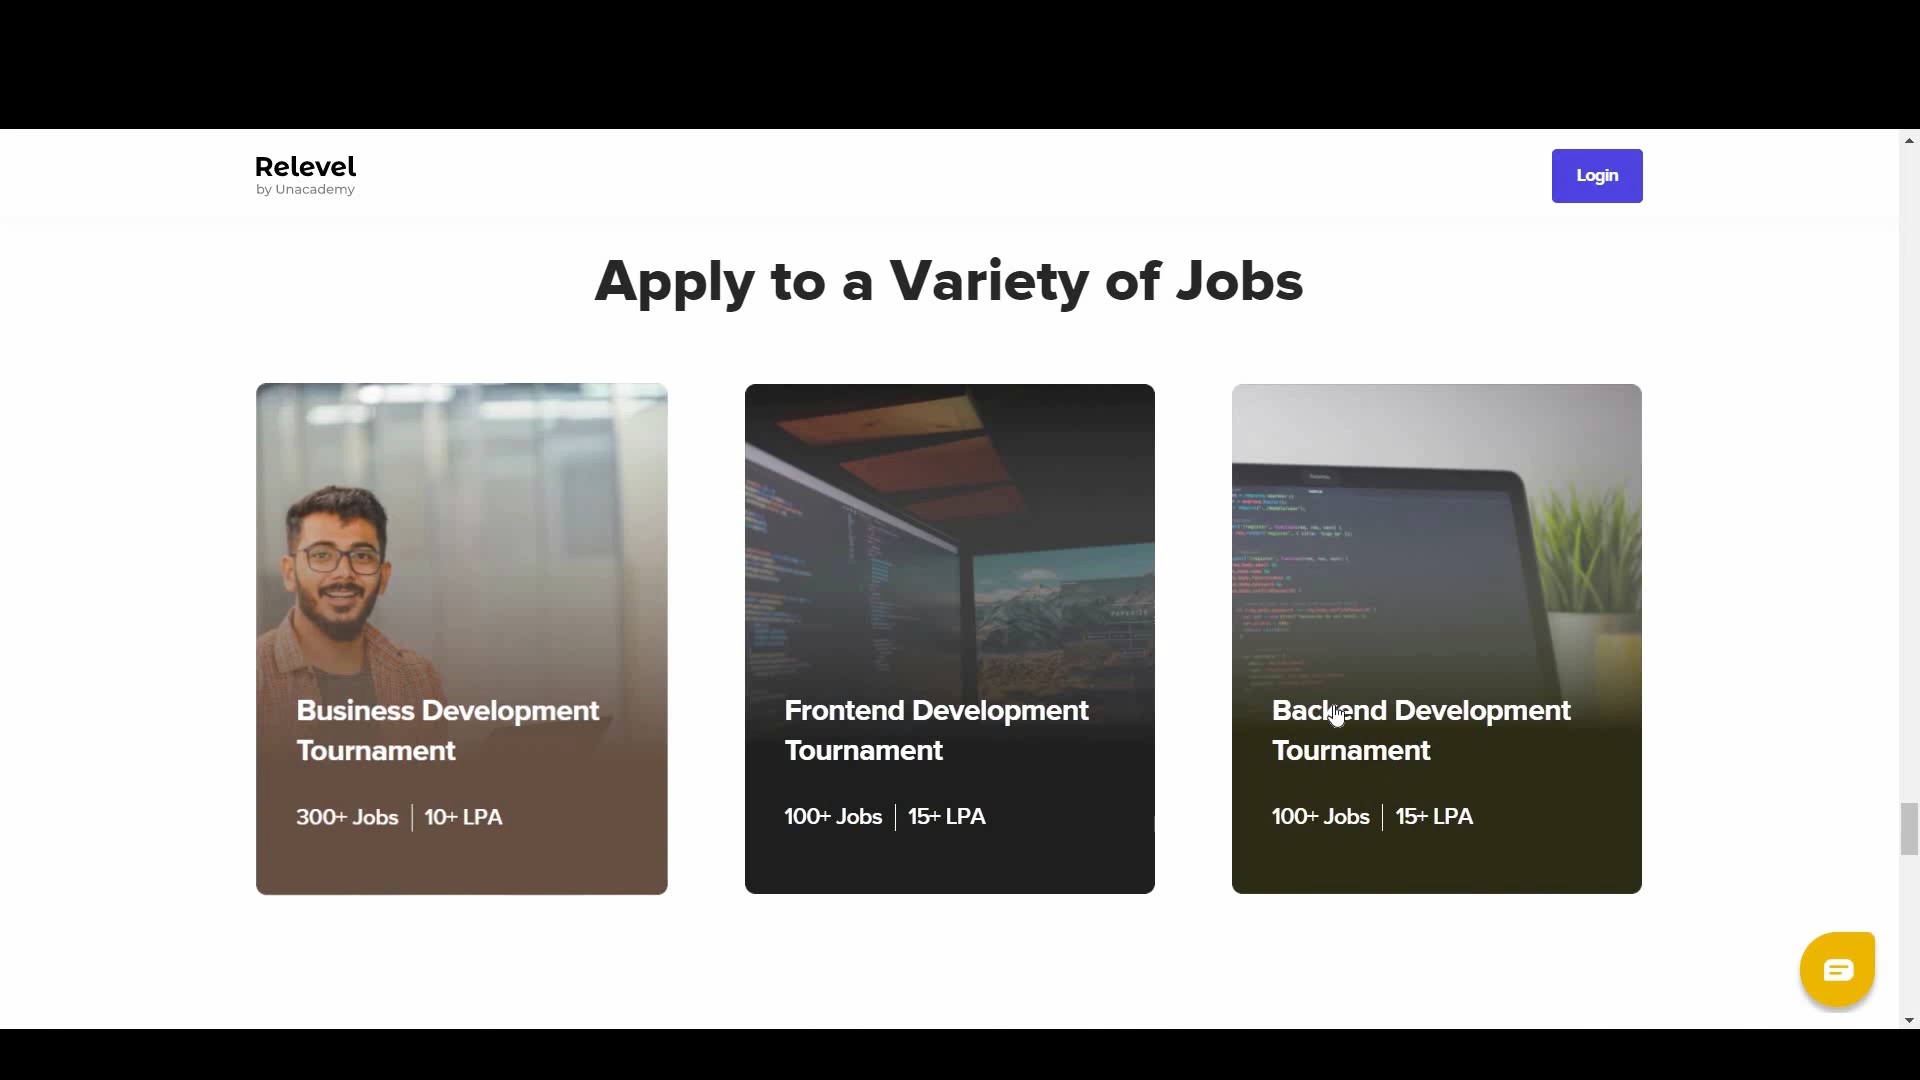 Relevel
by Unacademy
Login
Apply to a Variety of Jobs
Business Development
Tournament
300+ Jobs | 10+ LPA
Frontend Development
Tournament
100+ Jobs | 15+ LPA
Backend Development
Tournament
100+ Jobs | 15+ LPA